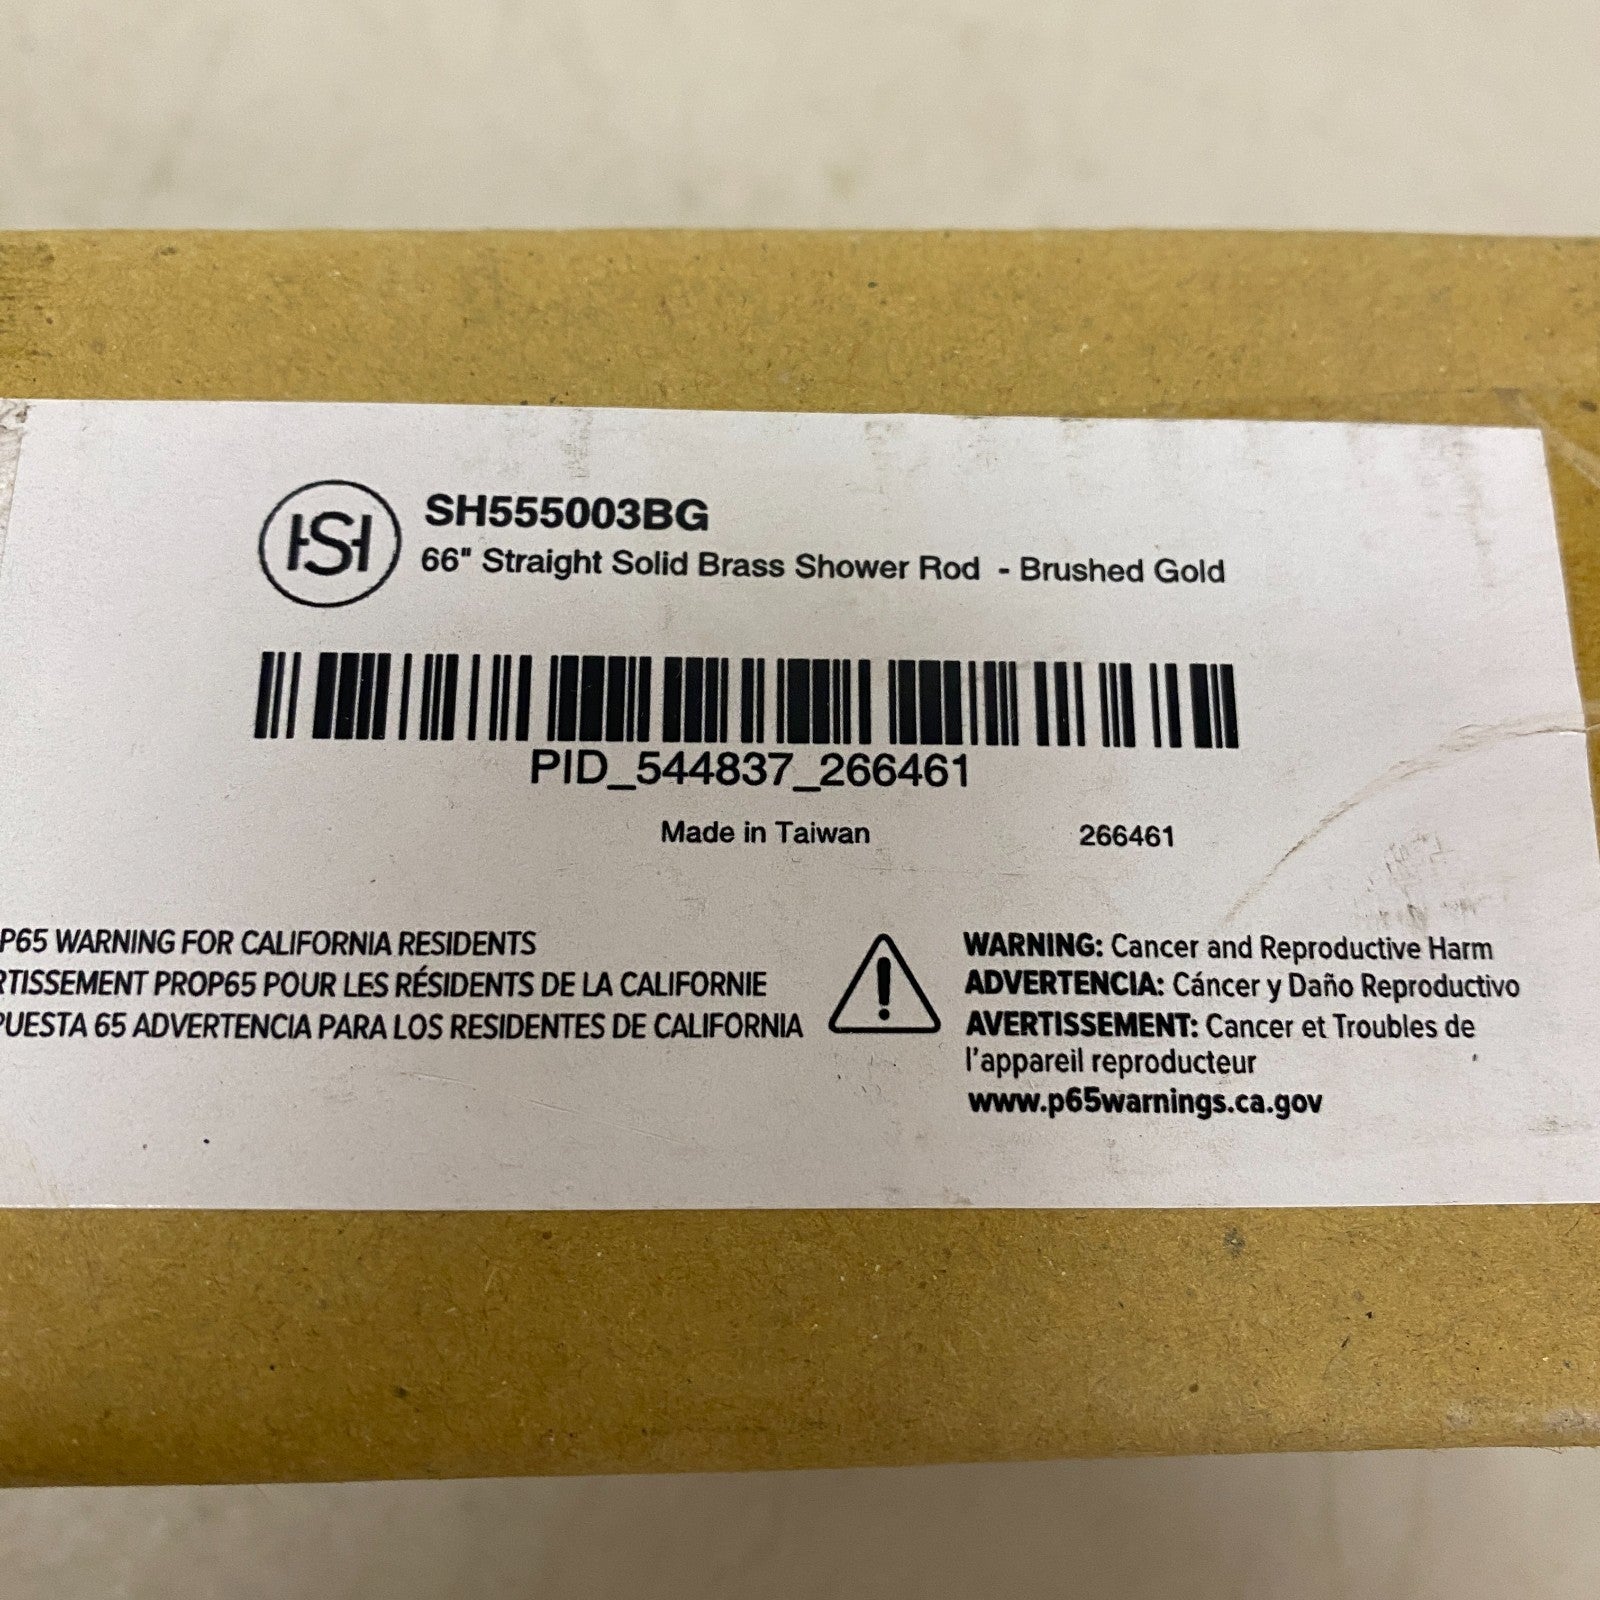 SH555003BG
66" Straight Solid Brass Shower Rod - Brushed Gold
PID_544837_266461
Made in Taiwan 266461
P65 WARNING FOR CALIFORNIA RESIDENTS
RTISSEMENT PROP65 POUR LES RÉSIDENTS DE LA CALIFORNIE
PUESTA 65 ADVERTENCIA PARA LOS RESIDENTES DE CALIFORNIA
WARNING: Cancer and Reproductive Harm
ADVERTENCIA: Cáncer y Daño Reproductivo
AVERTISSEMENT: Cancer et Troubles de
l'appareil reproducteur
www.p65warnings.ca.gov